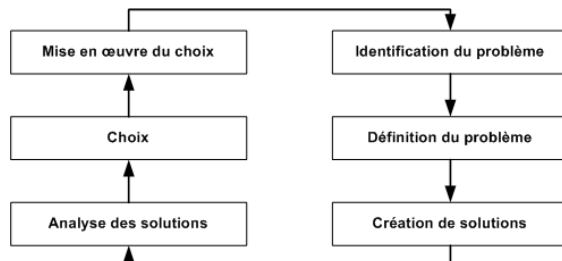 Mise en œuvre du choix
Identification du problème
Choix
Définition du problème
Analyse des solutions
Création de solutions